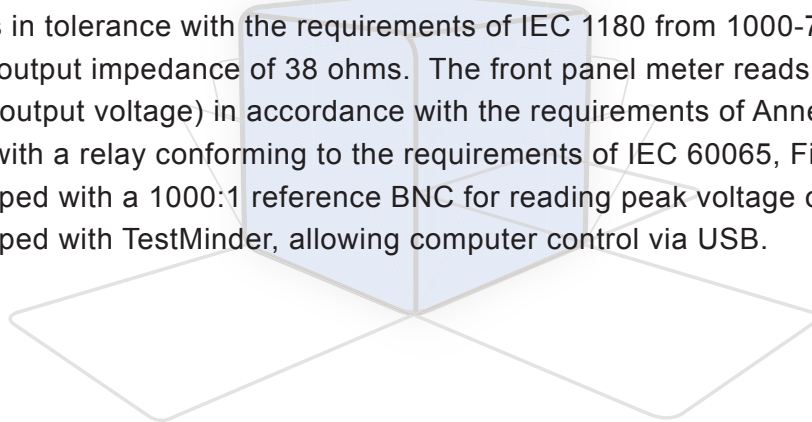 in tolerance with the requirements of IEC 1180 from 1000-7
output impedance of 38 ohms. The front panel meter reads
output voltage) in accordance with the requirements of Anne
with a relay conforming to the requirements of IEC 60065, Fi
ped with a 1000:1 reference BNC for reading peak voltage o
ped with TestMinder, allowing computer control via USB.